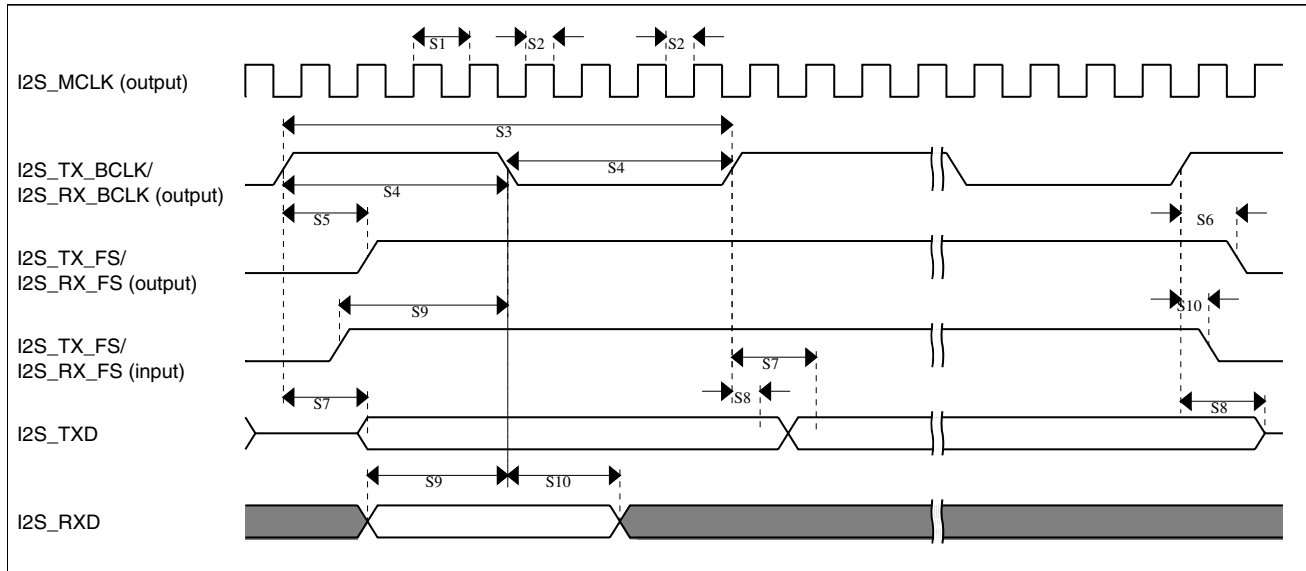 S1
S2
S2
I2S_MCLK (output)
S3
I2S_TX_BCLK/
I2S_RX_BCLK (output)
S4
S4
S5
S6
I2S_TX_FS/
I2S_RX_FS (output)
S9
S10
I2S_TX_FS/
I2S_RX_FS (input)
S7
S7
S8
S8
I2S_TXD
S9
S10
I2S_RXD